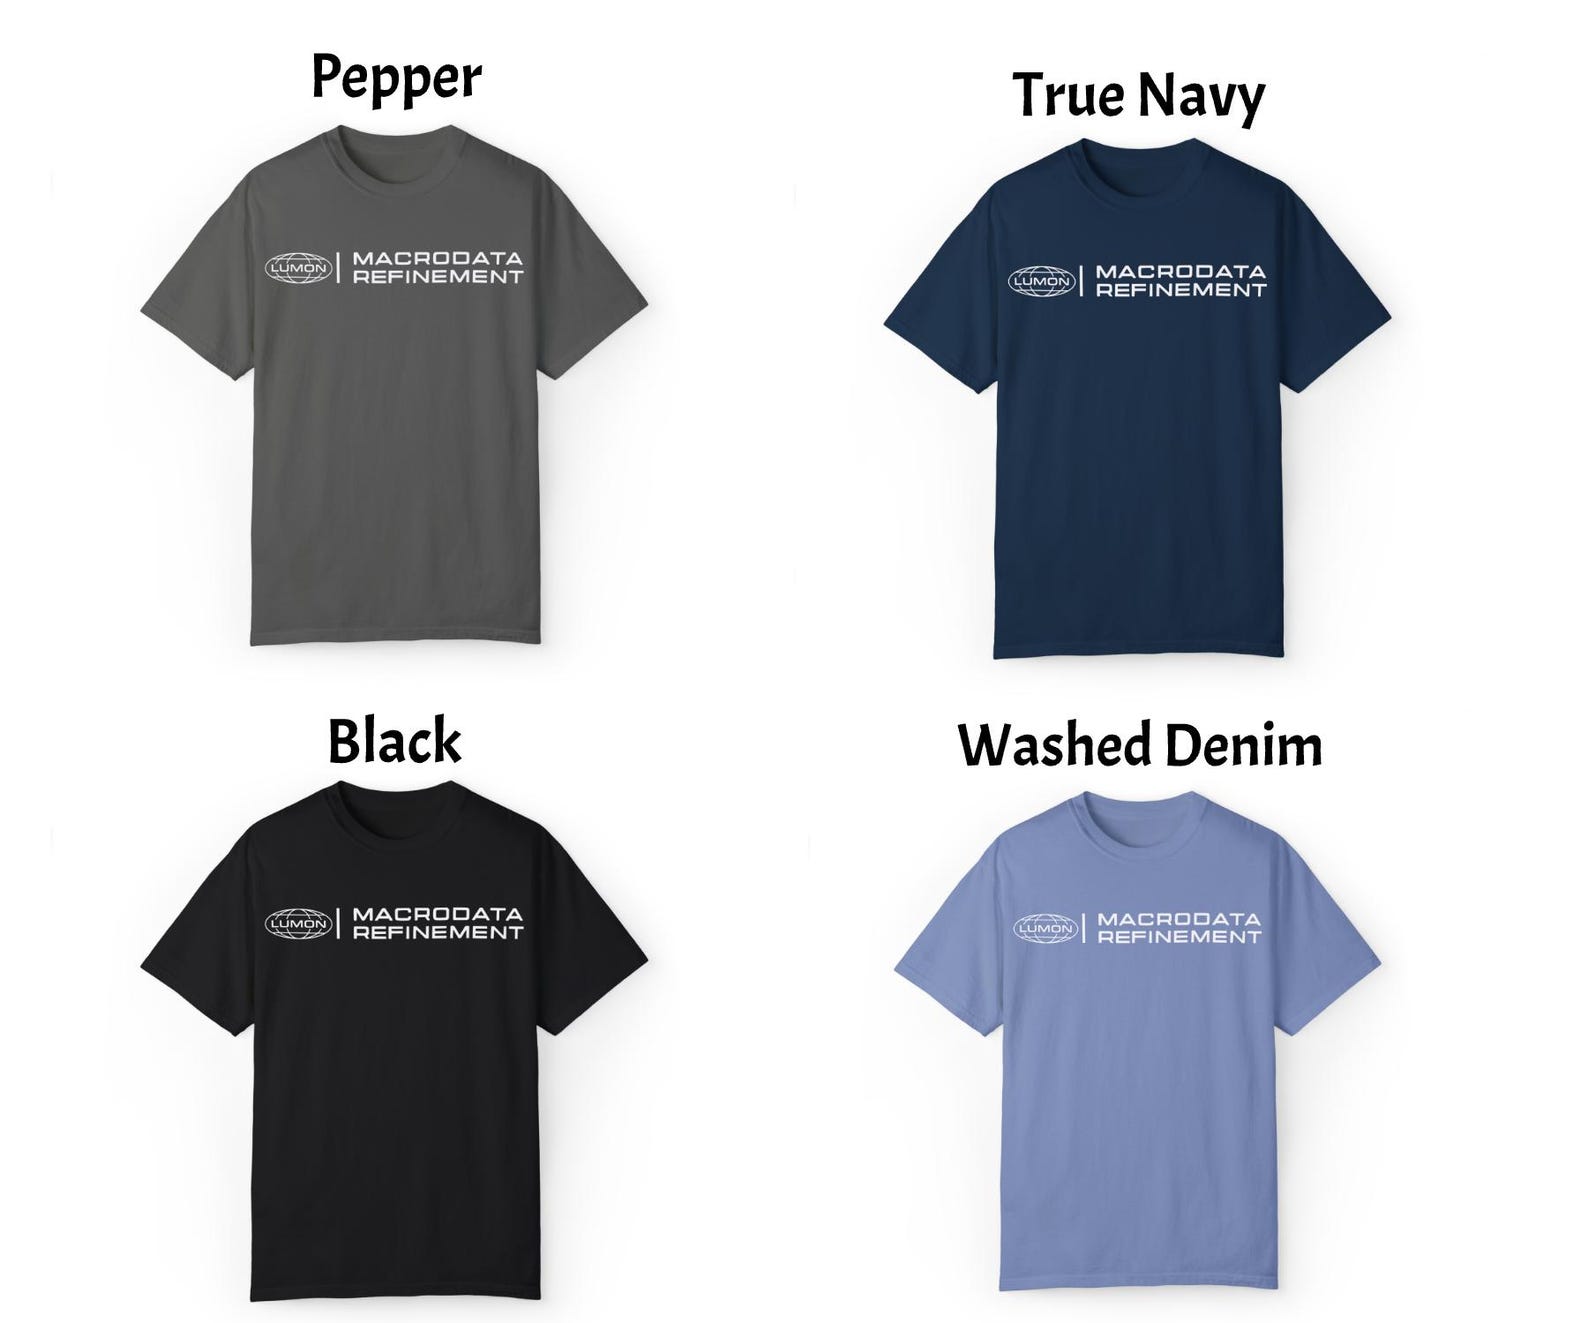 Pepper
True Navy
LUMON | MACRODATA
REFINEMENT
LUMON | MACRODATA
REFINEMENT
Black
Washed Denim
LUMON | MACRODATA
REFINEMENT
LUMON | MACRODATA
REFINEMENT